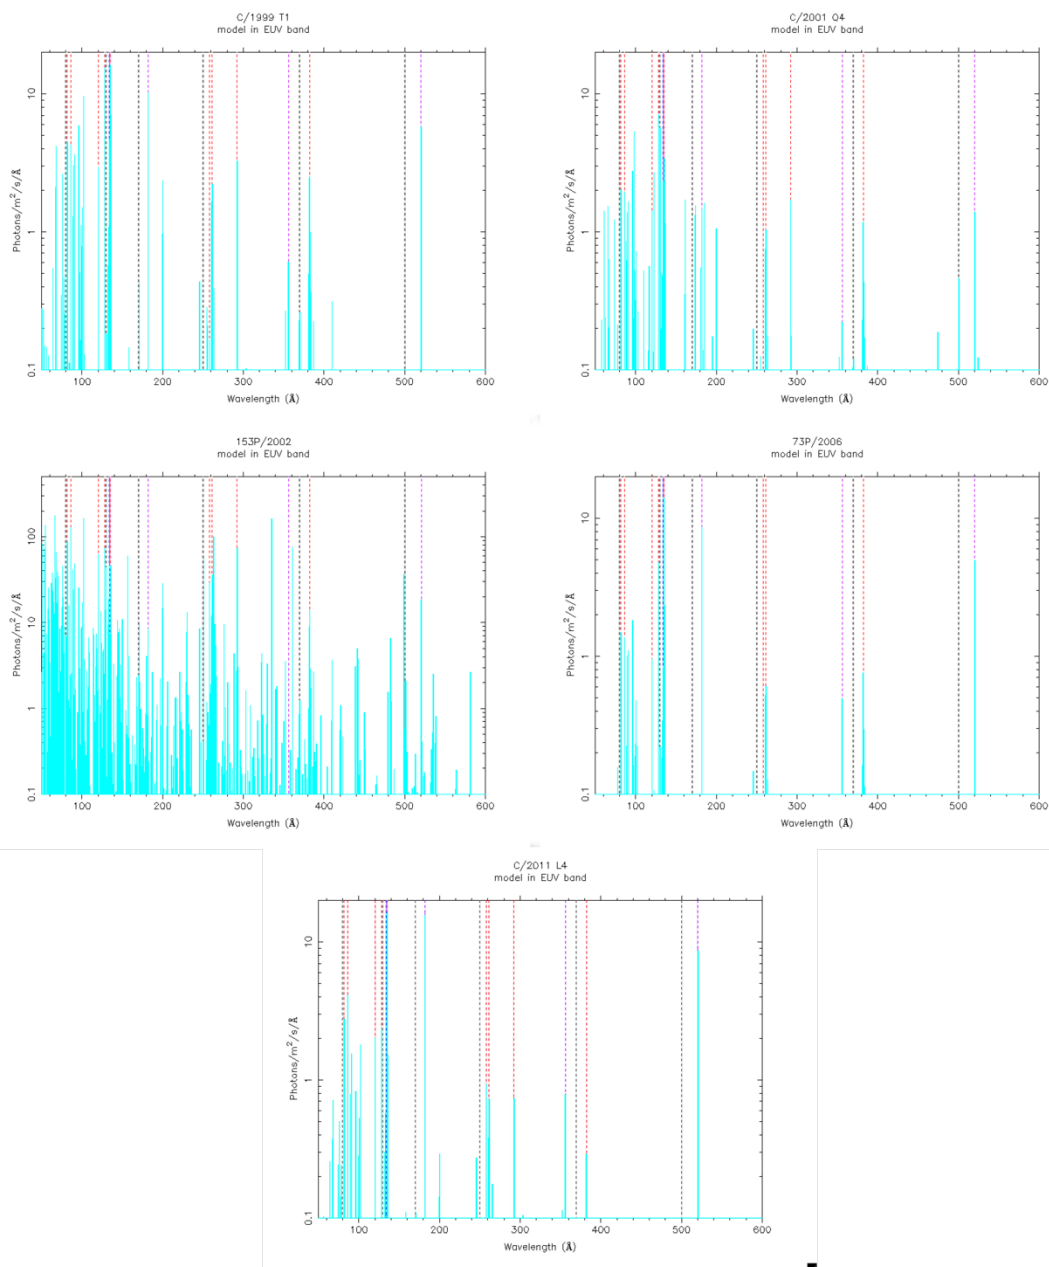 C/1999 T1
model in EUV band
10
1
0.1
Photons/m²/s/Å
100 200 300 400 500 600
Wavelength (Å)
C/2001 Q4
model in EUV band
10
1
0.1
Photons/m²/s/Å
100 200 300 400 500 600
Wavelength (Å)
153P/2002
model in EUV band
100
10
1
0.1
Photons/m²/s/Å
100 200 300 400 500 600
Wavelength (Å)
73P/2006
model in EUV band
10
1
0.1
Photons/m²/s/Å
100 200 300 400 500 600
Wavelength (Å)
C/2011 L4
model in EUV band
10
1
0.1
Photons/m²/s/Å
100 200 300 400 500 600
Wavelength (Å)